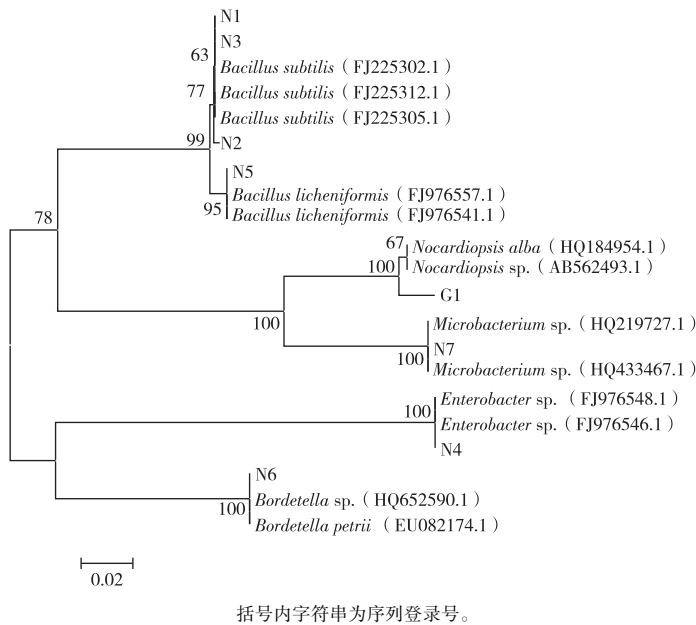 N1
N3
63
Bacillus subtilis（FJ225302.1）
77
Bacillus subtilis（FJ225312.1）
Bacillus subtilis（FJ225305.1）
99
N2
N5
Bacillus licheniformis（FJ976557.1）
95
Bacillus licheniformis（FJ976541.1）
78
67
Nocardiopsis alba（HQ184954.1）
100
Nocardiopsis sp.（AB562493.1）
G1
100
Microbacterium sp.（HQ219727.1）
N7
100
Microbacterium sp.（HQ433467.1）
Enterobacter sp.（FJ976548.1）
100
Enterobacter sp.（FJ976546.1）
N4
N6
Bordetella sp.（HQ652590.1）
100
Bordetella petrii（EU082174.1）
0.02
括号内字符串为序列登录号。